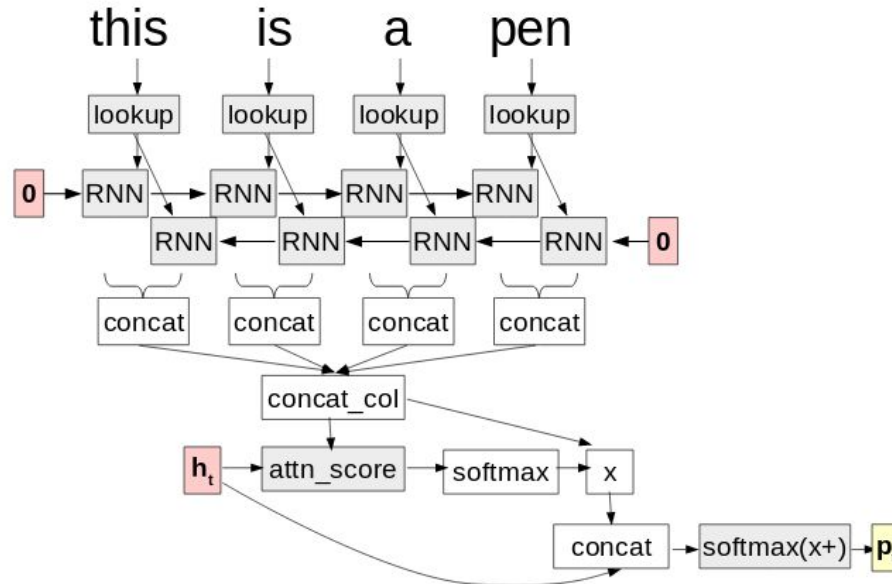 this is a pen
lookup lookup lookup lookup
0 RNN RNN RNN RNN
RNN RNN RNN RNN 0
concat concat concat concat
concat_col
ht attn_score softmax x
concat softmax(x+) p